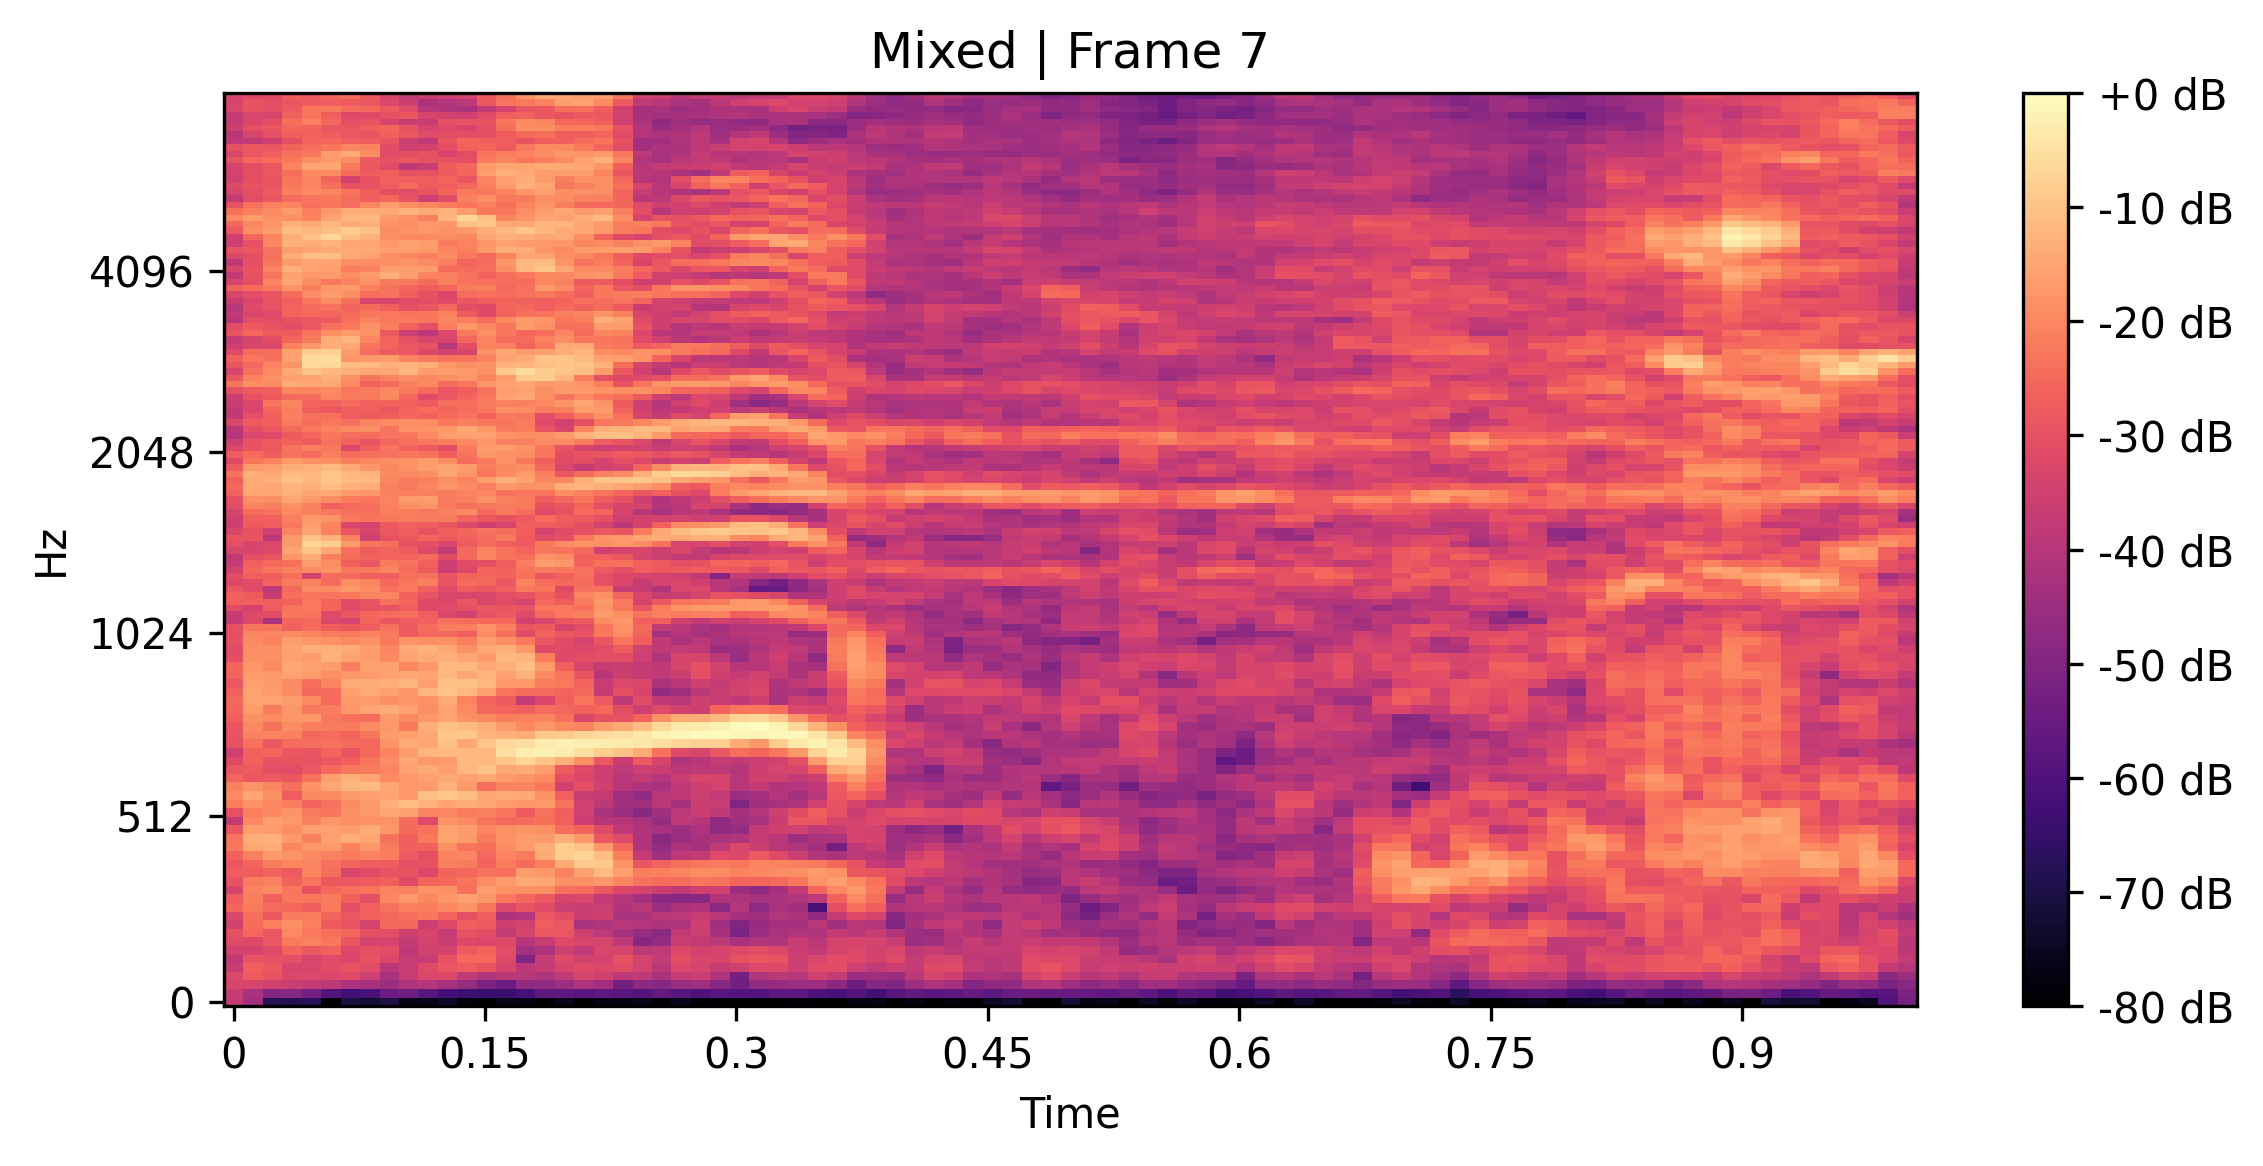 Mixed | Frame 7
+0 dB
-10 dB
-20 dB
-30 dB
-40 dB
-50 dB
-60 dB
-70 dB
-80 dB
Hz
4096
2048
1024
512
0
0 0.15 0.3 0.45 0.6 0.75 0.9
Time